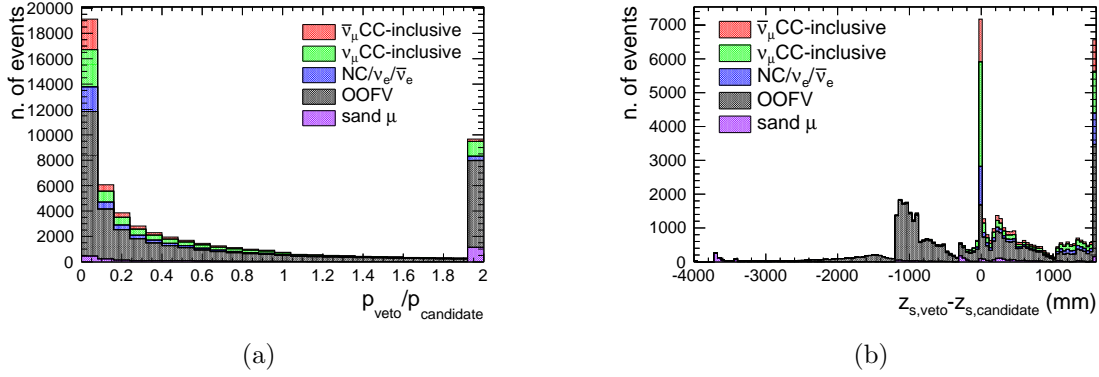 n. of events
20000
18000
16000
14000
12000
10000
8000
6000
4000
2000
0
ν̅μCC-inclusive
νμCC-inclusive
NC/νe/ν̅e
OOFV
sand μ
0 0.2 0.4 0.6 0.8 1 1.2 1.4 1.6 1.8 2
pveto/pcandidate
(a)
n. of events
7000
6000
5000
4000
3000
2000
1000
0
ν̅μCC-inclusive
νμCC-inclusive
NC/νe/ν̅e
OOFV
sand μ
-4000 -3000 -2000 -1000 0 1000
zs,veto-zs,candidate (mm)
(b)